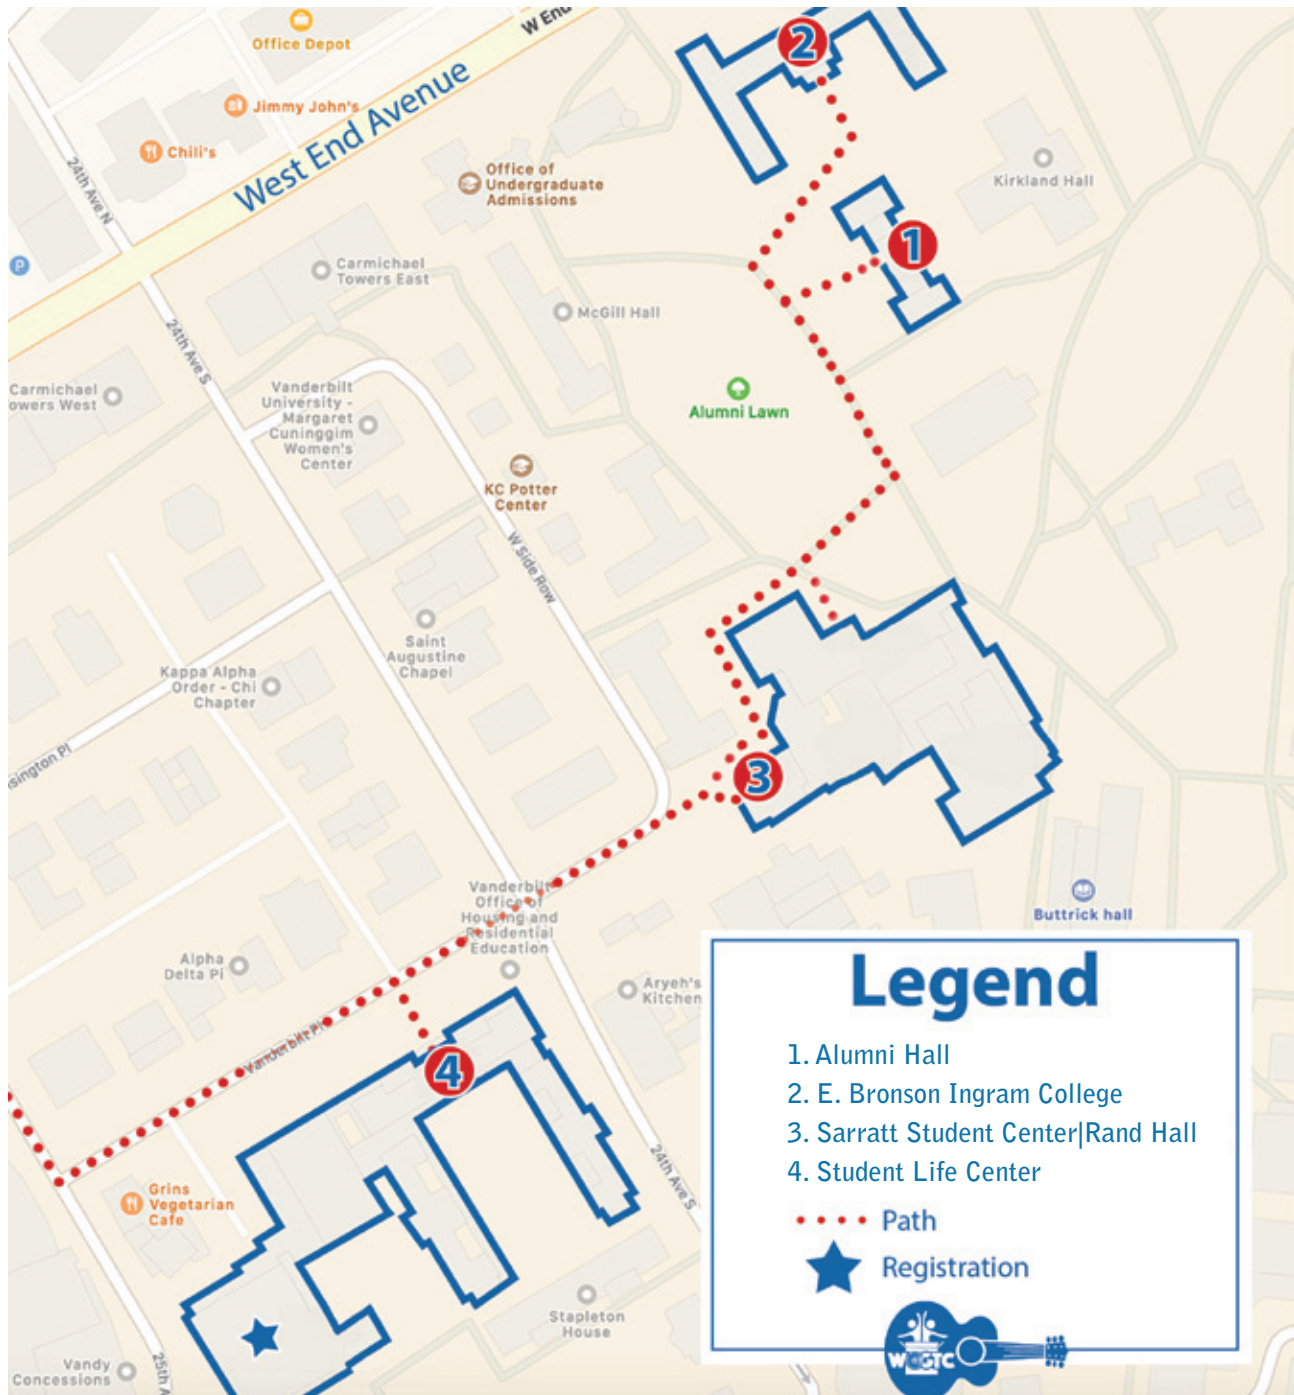 W End
2
Office Depot
Jimmy John's
Chili's
West End Avenue
24th Ave N
P
Office of
Undergraduate
Admissions
Kirkland Hall
1
Carmichael
Towers East
McGill Hall
24th Ave S
Carmichael
owers West
Vanderbilt
University -
Margaret
Cuninggim
Women's
Center
Alumni Lawn
KC Potter
Center
W Side Row
Saint
Augustine
Chapel
Kappa Alpha
Order - Chi
Chapter
sington Pl
3
Vanderbilt
Office of
Housing and
Residential
Education
Buttrick hall
Alpha
Delta Pi
Aryeh's
Kitchen
Vanderbilt Pl
4
24th Ave S
Grins
Vegetarian
Cafe
Stapleton
House
Vandy
Concessions
25th A
Legend
1. Alumni Hall
2. E. Bronson Ingram College
3. Sarratt Student Center|Rand Hall
4. Student Life Center
Path
Registration
WCGTC